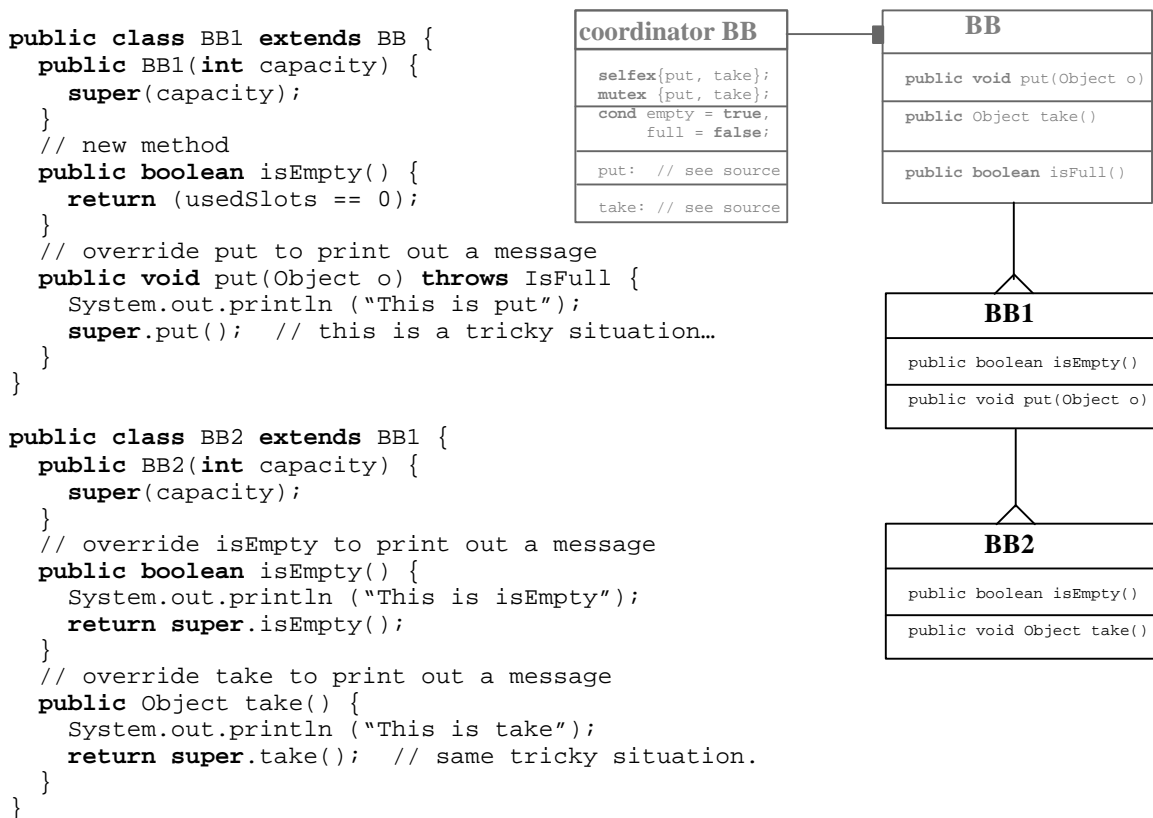 public class BB1 extends BB {
public BB1(int capacity) {
super(capacity);
}
// new method
public boolean isEmpty() {
return (usedSlots == 0);
}
// override put to print out a message
public void put(Object o) throws IsFull {
System.out.println (“This is put”);
super.put(); // this is a tricky situation…
}
}
public class BB2 extends BB1 {
public BB2(int capacity) {
super(capacity);
}
// override isEmpty to print out a message
public boolean isEmpty() {
System.out.println (“This is isEmpty”);
return super.isEmpty();
}
// override take to print out a message
public Object take() {
System.out.println (“This is take”);
return super.take(); // same tricky situation.
}
}
coordinator BB
selfex{put, take};
mutex {put, take};
cond empty = true,
full = false;
put: // see source
take: // see source
BB
public void put(Object o)
public Object take()
public boolean isFull()
BB1
public boolean isEmpty()
public void put(Object o)
BB2
public boolean isEmpty()
public void Object take()